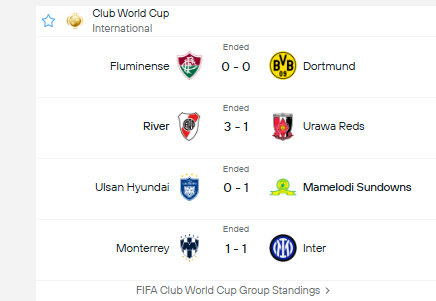 Club World Cup
International
Ended
Fluminense 0 - 0 Dortmund
Ended
River 3 - 1 Urawa Reds
Ended
Ulsan Hyundai 0 - 1 Mamelodi Sundowns
Ended
Monterrey 1 - 1 Inter
FIFA Club World Cup Group Standings >